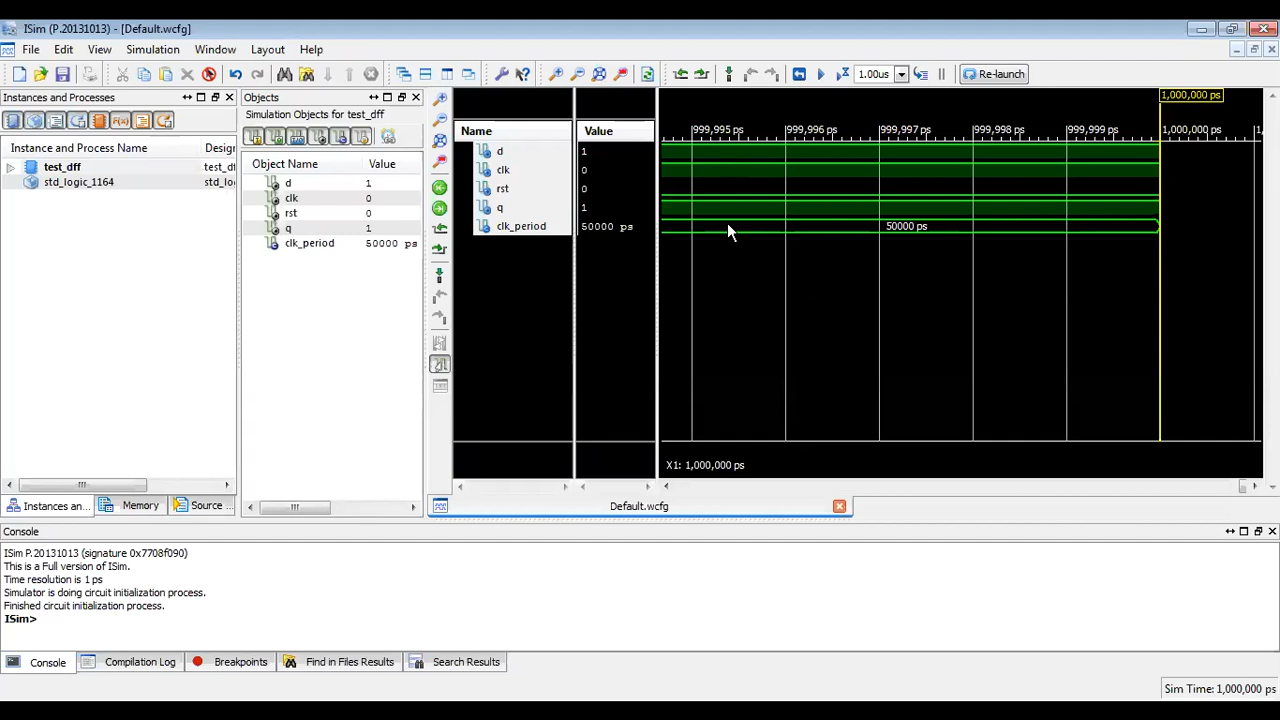 ISim (P.20131013) - [Default.wcfg]
File Edit View Simulation Window Layout Help
1.00us Re-launch
Instances and Processes
Instance and Process Name Desigr
test_dff test_df
std_logic_1164 std_logi
Instances an... Memory Source ...
Objects
Simulation Objects for test_dff
Object Name Value
d 1
clk 0
rst 0
q 1
clk_period 50000 ps
Name Value
d 1
clk 0
rst 0
q 1
clk_period 50000 ps
1,000,000 ps
999,995 ps 999,996 ps 999,997 ps 999,998 ps 999,999 ps 1,000,000 ps 1,
50000 ps
X1: 1,000,000 ps
Default.wcfg
Console
ISim P.20131013 (signature 0x7708f090)
This is a Full version of ISim.
Time resolution is 1 ps
Simulator is doing circuit initialization process.
Finished circuit initialization process.
ISim>
Console Compilation Log Breakpoints Find in Files Results Search Results
Sim Time: 1,000,000 ps